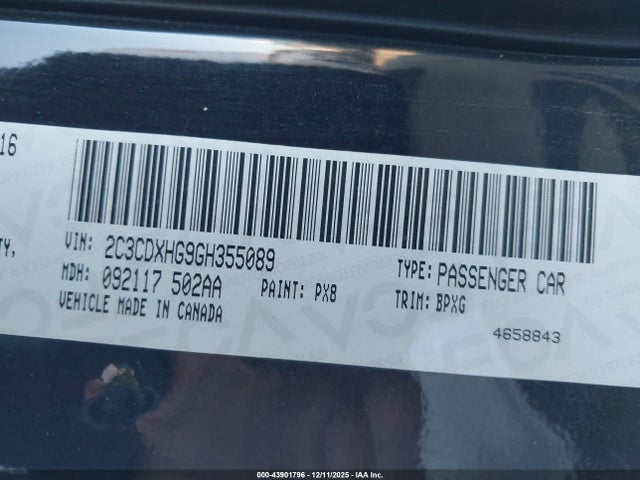 16
TY,
VIN: 2C3CDXHG9GH355089
TYPE: PASSENGER CAR
MDH: 092117 502AA
PAINT: PX8
TRIM: BPXG
VEHICLE MADE IN CANADA
4658843
000-43901796 - 12/11/2025 - IAA Inc.